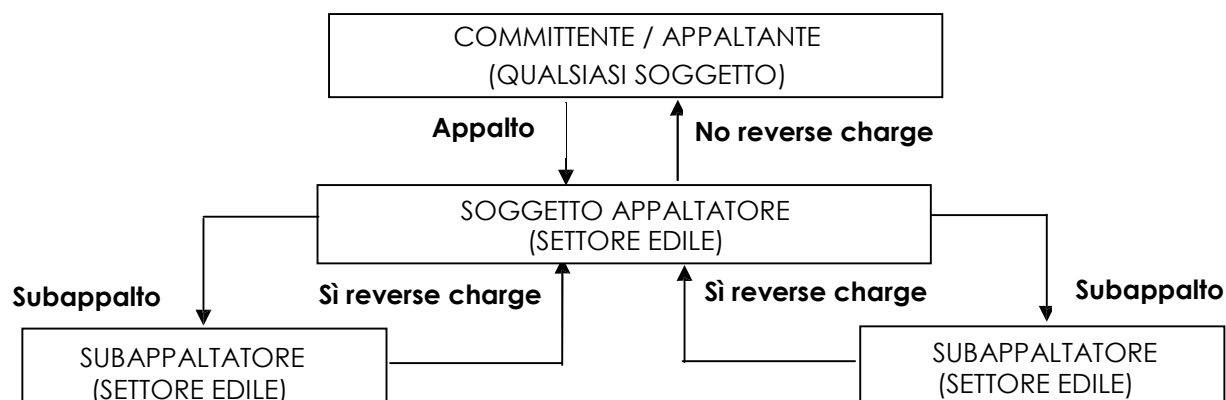 COMMITTENTE / APPALTANTE
(QUALSIASI SOGGETTO)
Appalto
No reverse charge
SOGGETTO APPALTATORE
(SETTORE EDILE)
Subappalto
Sì reverse charge
Sì reverse charge
Subappalto
SUBAPPALTATORE
(SETTORE EDILE)
SUBAPPALTATORE
(SETTORE EDILE)